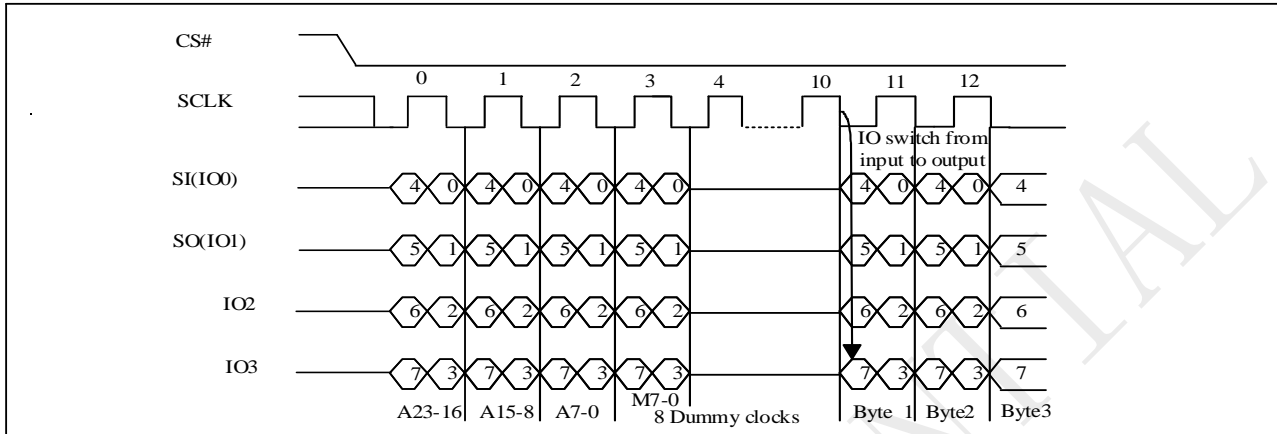 CS#
0 1 2 3 4 10 11 12
SCLK
IO switch from
input to output
SI(IO0) 4 0 4 0 4 0 4 0 4 0 4 0 4
SO(IO1) 5 1 5 1 5 1 5 1 5 1 5 1 5
IO2 6 2 6 2 6 2 6 2 6 2 6 2 6
IO3 7 3 7 3 7 3 7 3 7 3 7 3 7
A23-16 A15-8 A7-0 M7-0 8 Dummy clocks Byte 1 Byte2 Byte3